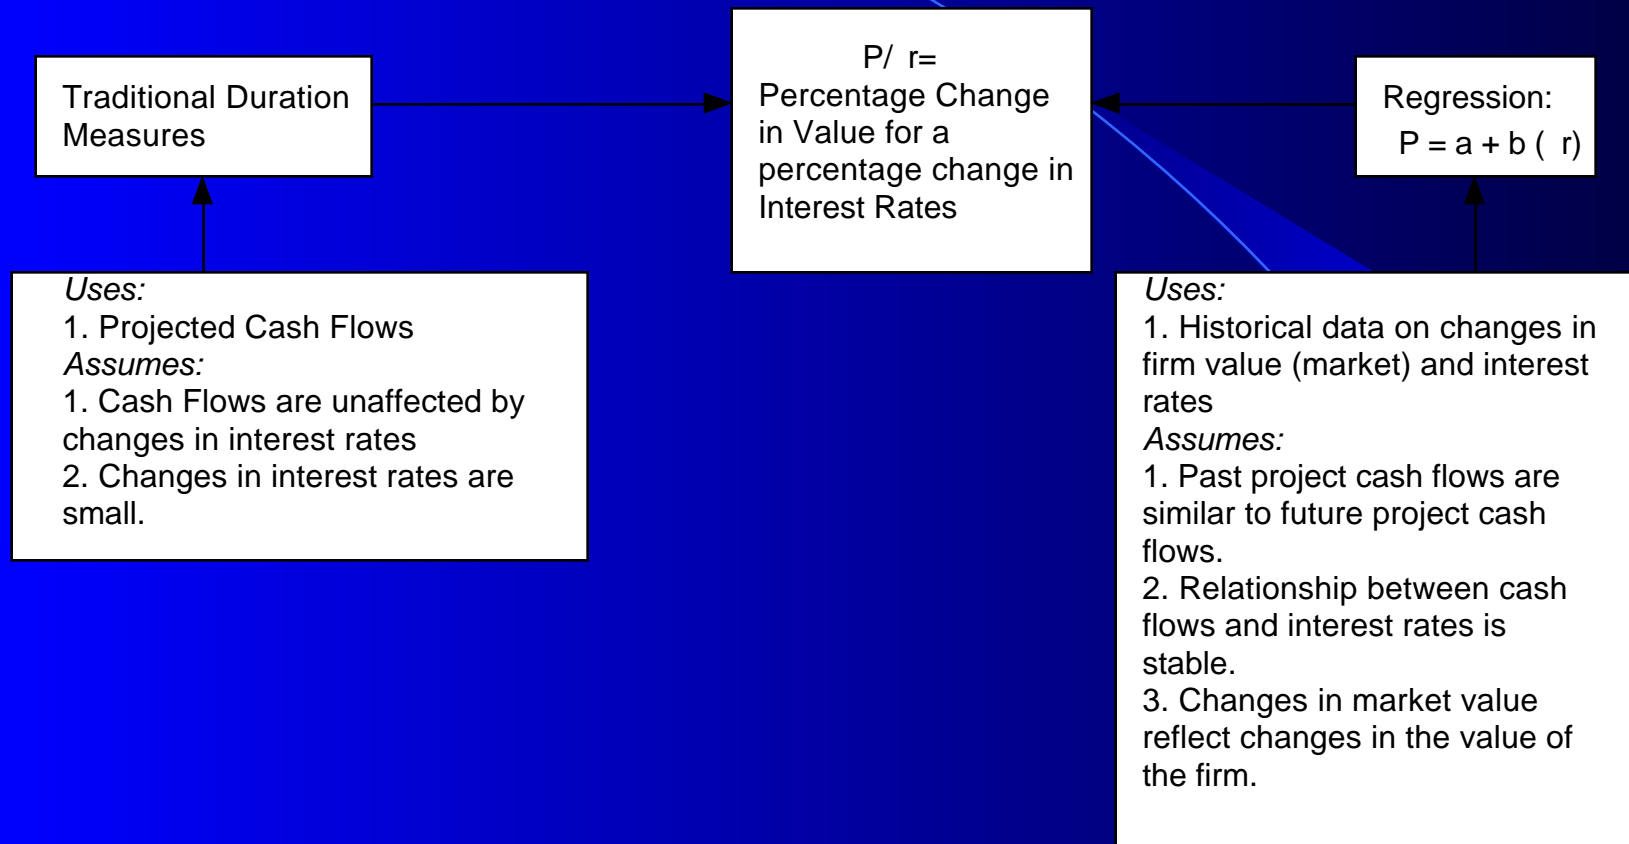 Traditional Duration
Measures
P/ r=
Percentage Change
in Value for a
percentage change in
Interest Rates
Regression:
P = a + b ( r)
Uses:
1. Projected Cash Flows
Assumes:
1. Cash Flows are unaffected by
changes in interest rates
2. Changes in interest rates are
small.
Uses:
1. Historical data on changes in
firm value (market) and interest
rates
Assumes:
1. Past project cash flows are
similar to future project cash
flows.
2. Relationship between cash
flows and interest rates is
stable.
3. Changes in market value
reflect changes in the value of
the firm.